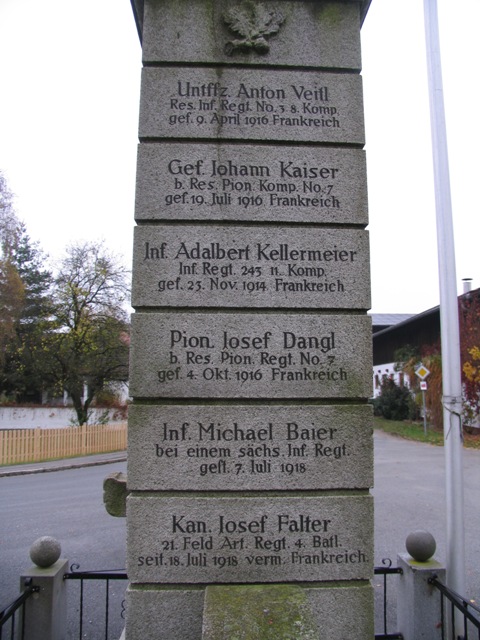 Untffz. Anton Veitl
Res. Inf. Regt. No. 3 8. Komp.
gef. 9. April 1916 Frankreich
Gef. Johann Kaiser
b. Res. Pion. Komp. No. 7
gef. 19. Juli 1916 Frankreich
Inf. Adalbert Kellermeier
Inf. Regt. 243 11. Komp.
gef. 23. Nov. 1914 Frankreich
Pion. Josef Dangl
b. Res. Pion. Regt. No. 7
gef. 4. Okt. 1916 Frankreich
Inf. Michael Baier
bei einem sächs. Inf. Regt.
gest. 7. Juli 1918
Kan. Josef Falter
21. Feld Art. Regt. 4. Batl.
seit. 18. Juli 1918 verm. Frankreich.